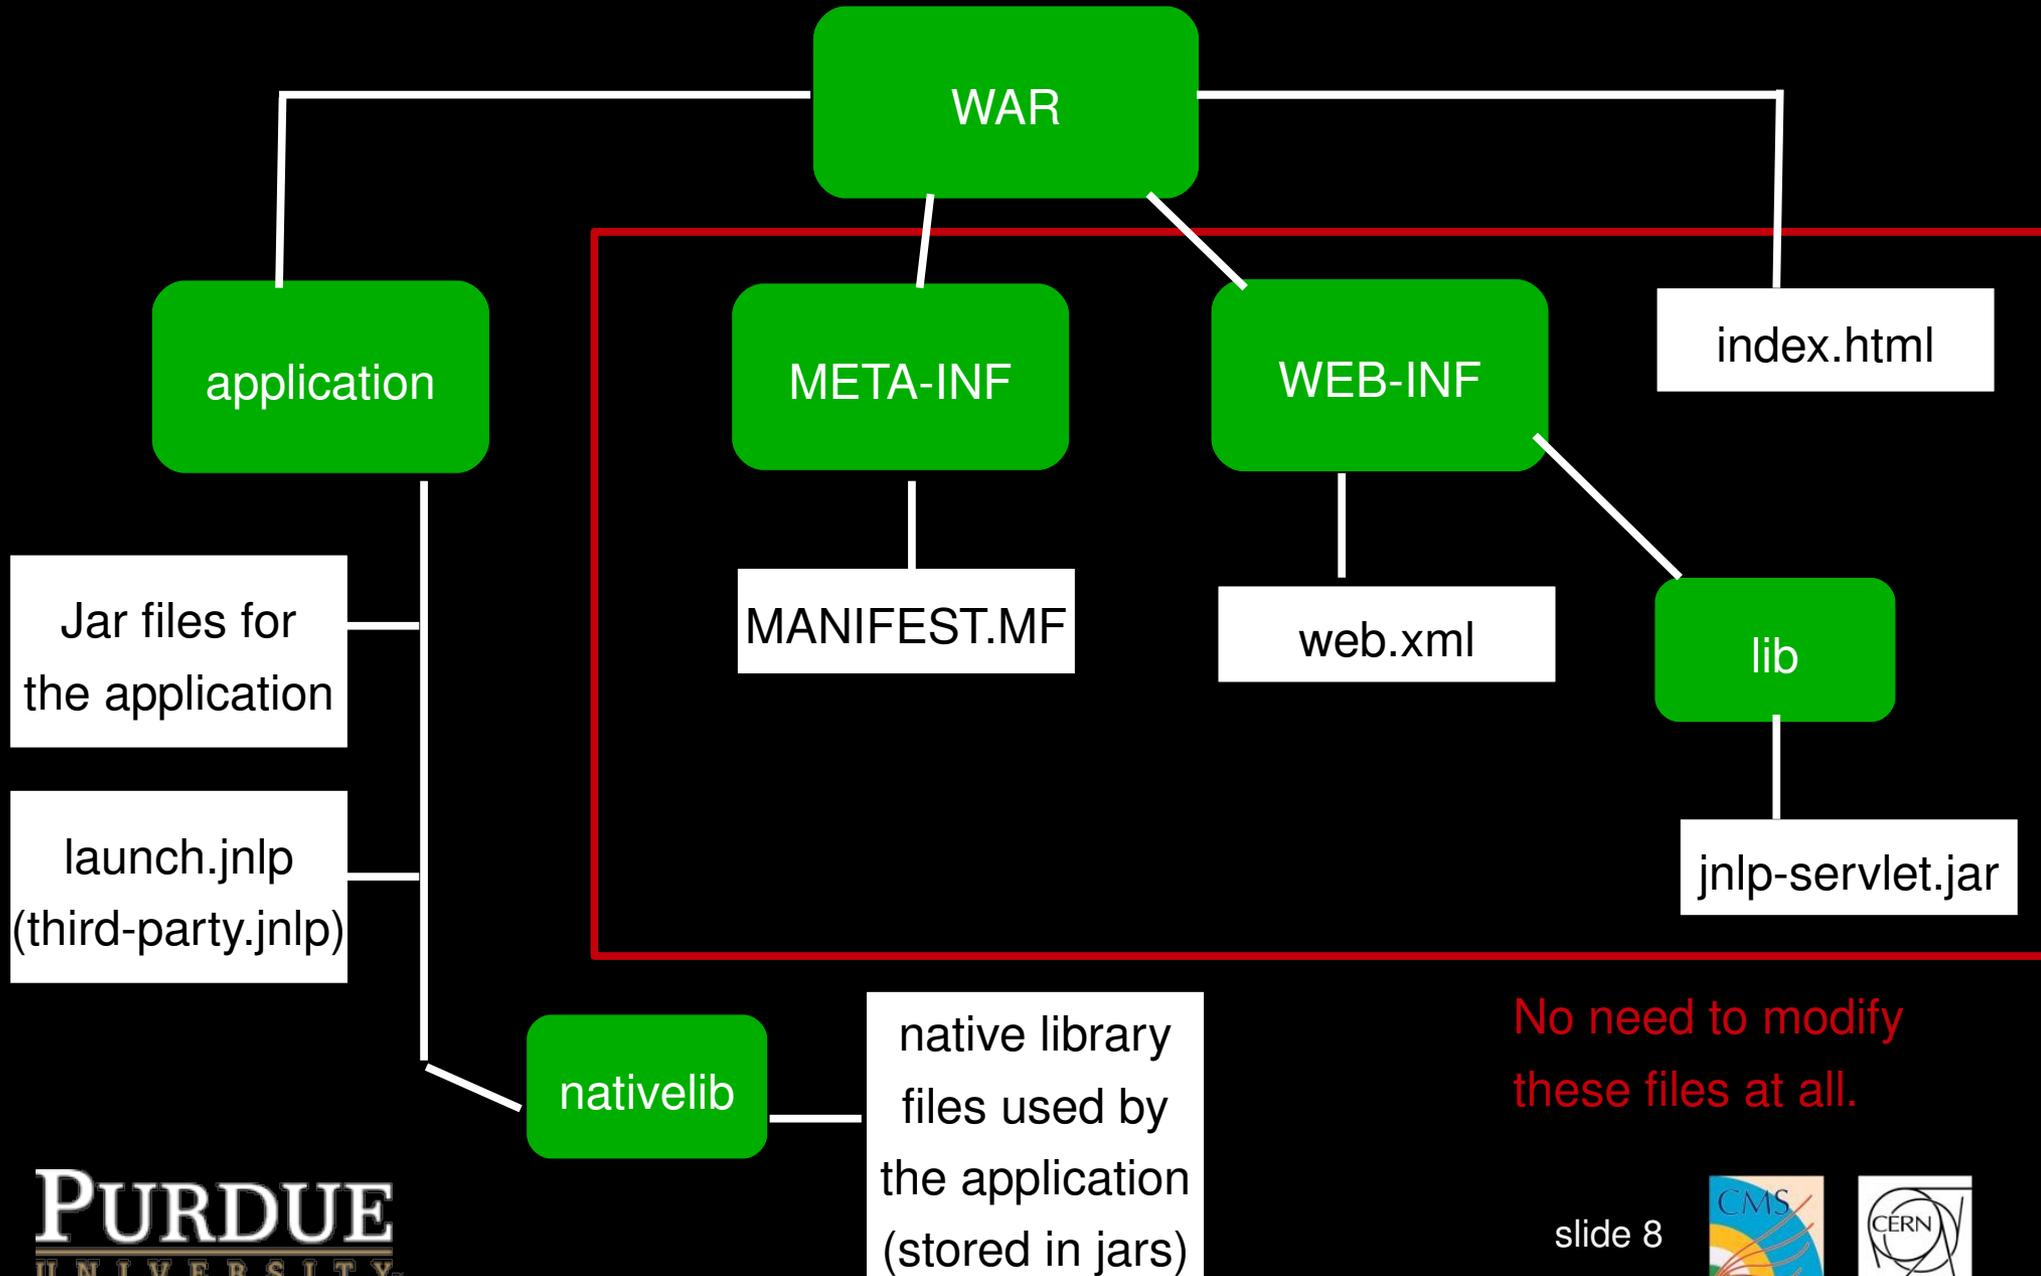 WAR
application
META-INF
WEB-INF
index.html
Jar files for
the application
MANIFEST.MF
web.xml
lib
launch.jnlp
(third-party.jnlp)
jnlp-servlet.jar
nativelib
native library
files used by
the application
(stored in jars)
No need to modify
these files at all.
PURDUE
UNIVERSITY
slide 8
CMS
CERN